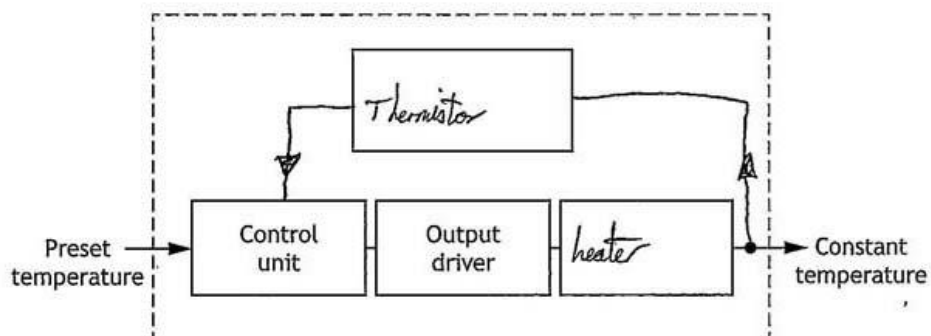 Thermistor
Control
unit
Output
driver
heater
Preset
temperature
Constant
temperature